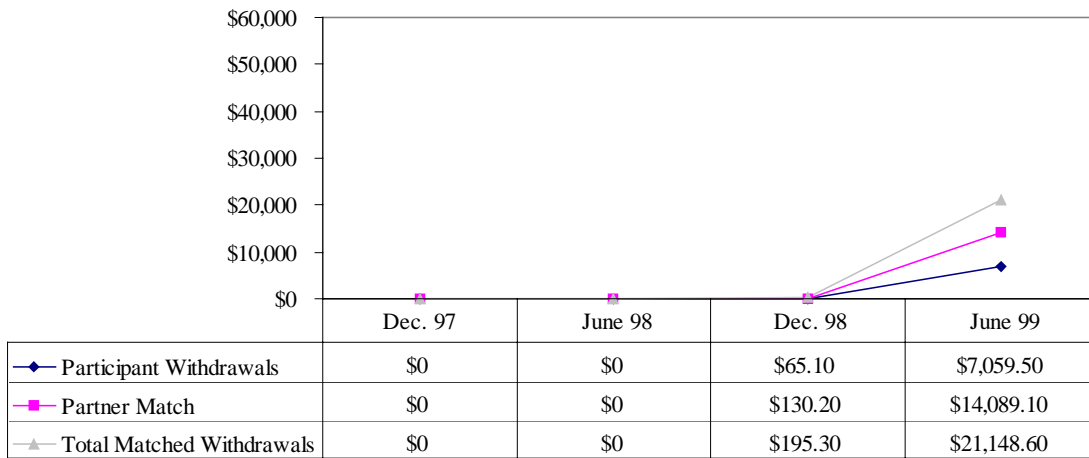 $60,000
$50,000
$40,000
$30,000
$20,000
$10,000
$0
Dec. 97 June 98 Dec. 98 June 99
Participant Withdrawals $0 $0 $65.10 $7,059.50
Partner Match $0 $0 $130.20 $14,089.10
Total Matched Withdrawals $0 $0 $195.30 $21,148.60